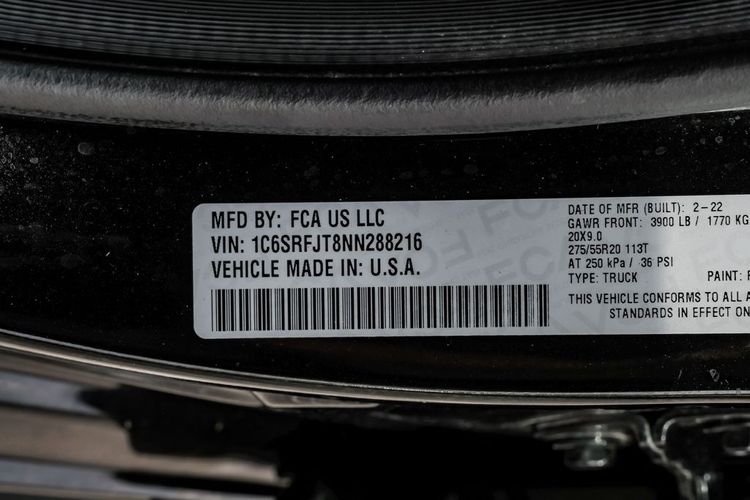 MFD BY: FCA US LLC
VIN: 1C6SRFJT8NN288216
VEHICLE MADE IN: U.S.A.
DATE OF MFR (BUILT): 2-22
GAWR FRONT: 3900 LB / 1770 KG
20X9.0
275/55R20 113T
AT 250 kPa / 36 PSI
TYPE: TRUCK PAINT:
THIS VEHICLE CONFORMS TO ALL A
STANDARDS IN EFFECT ON